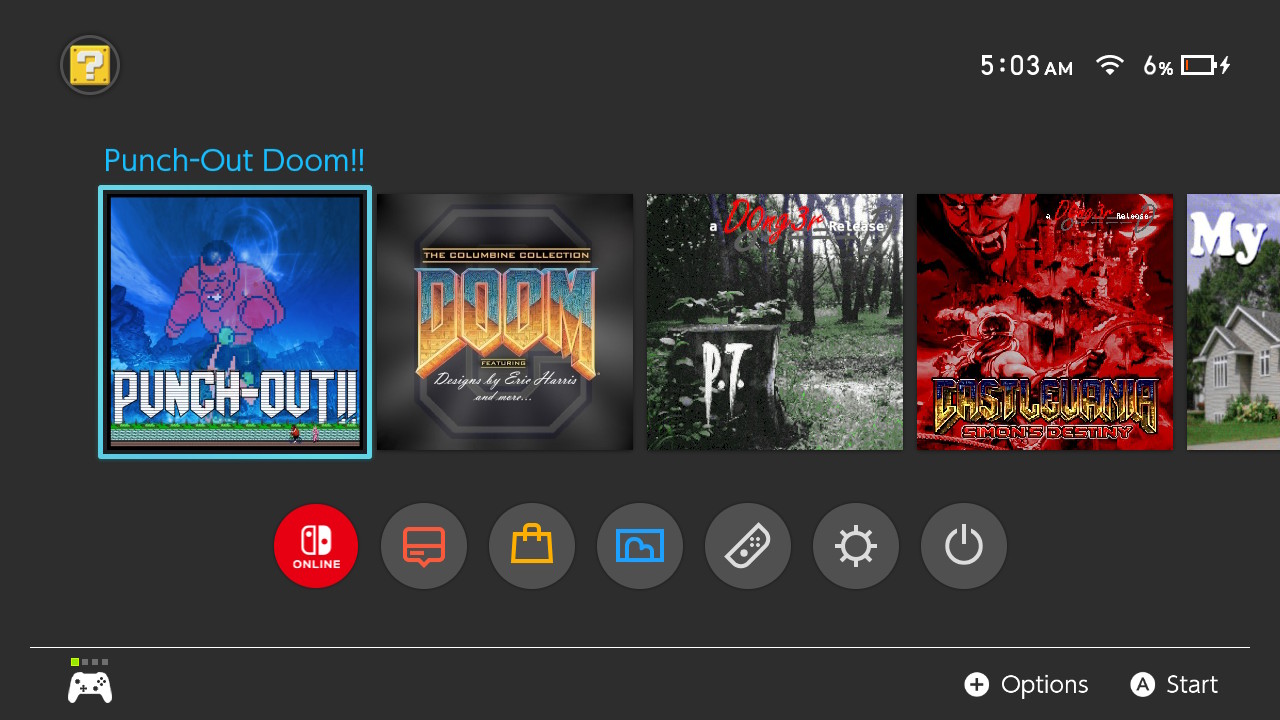 ?
5:03 AM
6%
Punch-Out Doom!!
PUNCH-OUT!!
THE COLUMBINE COLLECTION
DOOM
FEATURING
Designs by Eric Harris
and more...
a D0ng3r Release
P.T.
a D0ng3r Release
CASTLEVANIA
SIMON'S DESTINY
My
ONLINE
+ Options
A Start